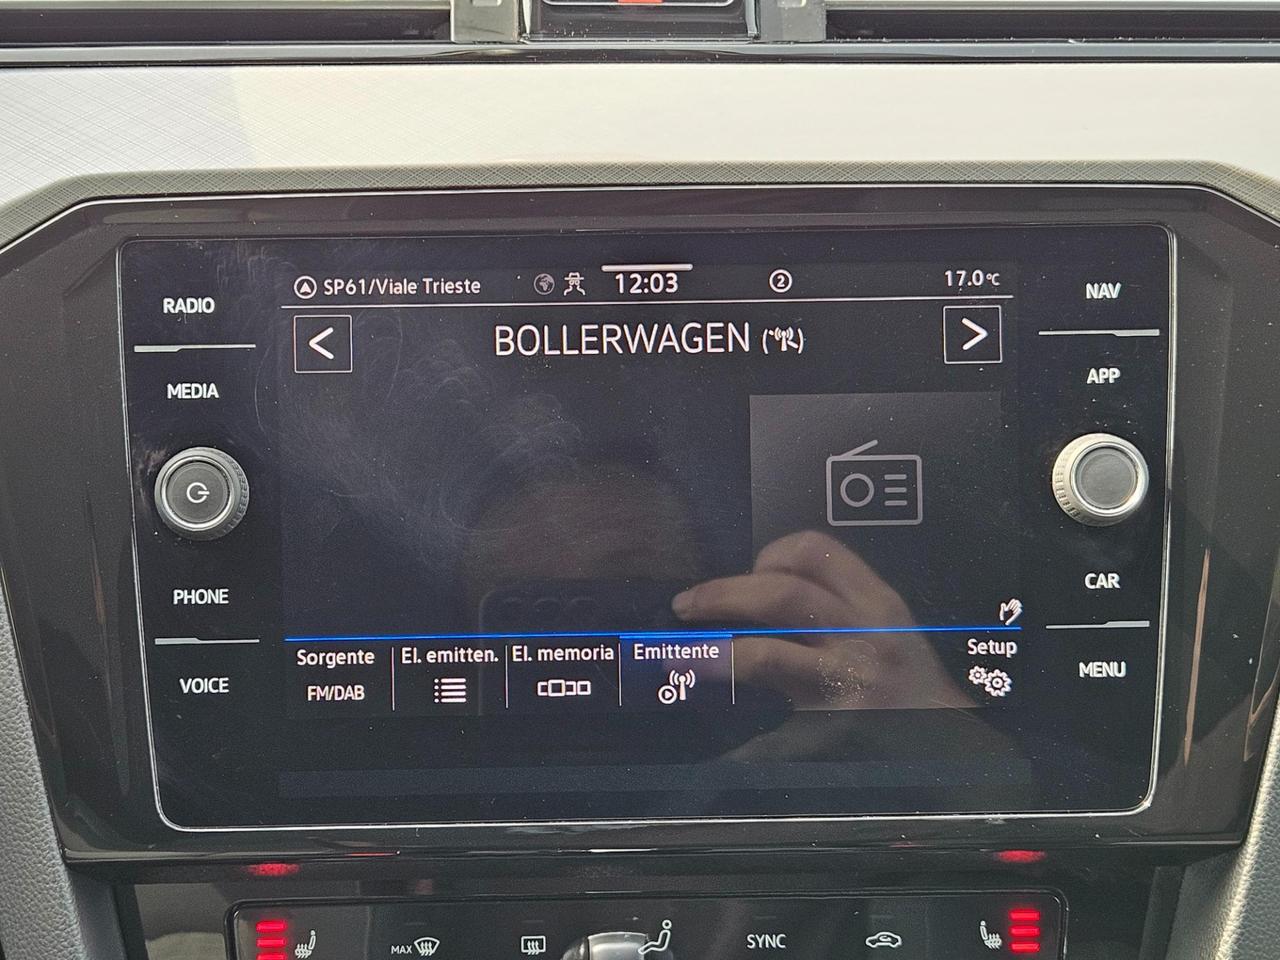 SP61/Viale Trieste 12:03 2 17.0°C
RADIO
NAV
BOLLERWAGEN
MEDIA
APP
PHONE
CAR
Sorgente El. emitten. El. memoria Emittente Setup
FM/DAB
VOICE
MENU
MAX SYNC